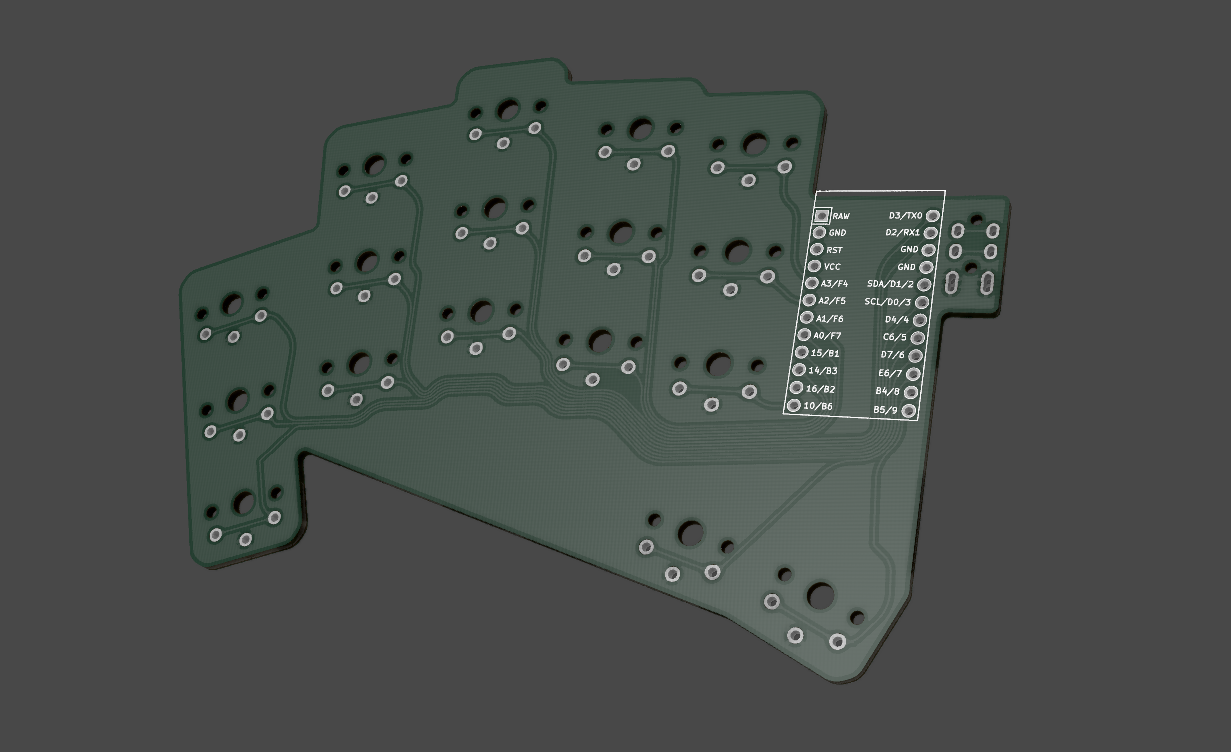 RAW D3/TX0
GND D2/RX1
RST GND
VCC GND
A3/F4 SDA/D1/2
A2/F5 SCL/D0/3
A1/F6 D4/4
A0/F7 C6/5
15/B1 D7/6
14/B3 E6/7
16/B2 B4/8
10/B6 B5/9